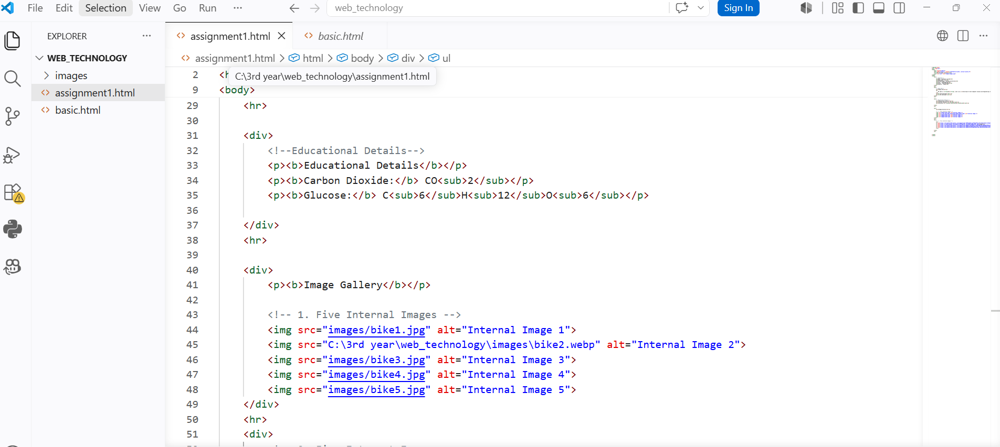 File Edit Selection View Go Run ···
web_technology
Sign In
EXPLORER ···
WEB_TECHNOLOGY
images
assignment1.html
basic.html
assignment1.html
basic.html
assignment1.html > html > body > div > ul
C:\3rd year\web_technology\assignment1.html
2 <h
9 <body>
29 <hr>
30
31 <div>
32 <!--Educational Details-->
33 <p><b>Educational Details</b></p>
34 <p><b>Carbon Dioxide:</b> CO<sub>2</sub></p>
35 <p><b>Glucose:</b> C<sub>6</sub>H<sub>12</sub>O<sub>6</sub></p>
36
37 </div>
38 <hr>
39
40 <div>
41 <p><b>Image Gallery</b></p>
42
43 <!-- 1. Five Internal Images -->
44 <img src="images/bike1.jpg" alt="Internal Image 1">
45 <img src="C:\3rd year\web_technology\images\bike2.webp" alt="Internal Image 2">
46 <img src="images/bike3.jpg" alt="Internal Image 3">
47 <img src="images/bike4.jpg" alt="Internal Image 4">
48 <img src="images/bike5.jpg" alt="Internal Image 5">
49 </div>
50 <hr>
51 <div>